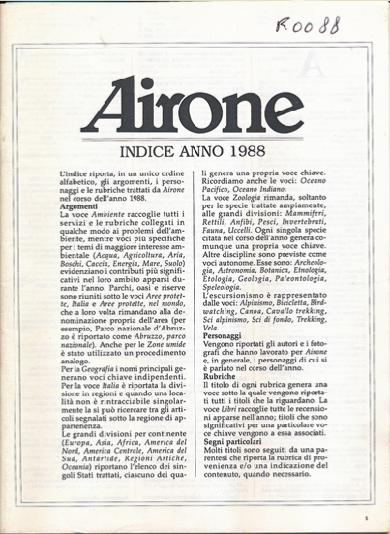 R0088
Airone
INDICE ANNO 1988
L'indice riporta, in un unico ordine
alfabetico, gli argomenti, i perso-
naggi e le rubriche trattati da Airone
nel corso dell'anno 1988.
Argomenti
La voce Ambiente raccoglie tutti i
servizi e le rubriche collegati in
qualche modo ai problemi dell'am-
biente, mentre voci più specifiche
per i temi di maggiore interesse am-
bientale (Acqua, Agricoltura, Aria,
Boschi, Caccia, Energia, Mare, Suolo)
evidenziano i contributi più signifi-
cativi nel loro ambito apparsi du-
rante l'anno. Parchi, oasi e riserve
sono riuniti sotto le voci Aree protet-
te, Italia e Aree protette, nel mondo,
che a loro volta rimandano alla de-
nominazione propria dell'area (per
esempio, Parco nazionale d'Abruz-
zo è riportato come Abruzzo, parco
nazionale). Anche per le Zone umide
è stato utilizzato un procedimento
analogo.
Per la Geografia i nomi principali ge-
nerano voci chiave indipendenti.
Per la voce Italia è riportata la divi-
sione in regioni e quando una loca-
lità non è rintracciabile singolar-
mente la si può ricercare tra gli arti-
coli segnalati sotto la regione di ap-
partenenza.
Le grandi divisioni per continente
(Europa, Asia, Africa, America del
Nord, America Centrale, America del
Sud, Antartide, Regioni Artiche,
Oceania) riportano l'elenco dei sin-
goli Stati trattati, ciascuno dei qua-
li genera una propria voce chiave.
Ricordiamo anche le voci: Oceano
Pacifico, Oceano Indiano.
La voce Zoologia rimanda, soltanto
per le specie trattate ampiamente,
alle grandi divisioni: Mammiferi,
Rettili, Anfibi, Pesci, Invertebrati,
Fauna, Uccelli. Ogni singola specie
citata nel corso dell'anno genera co-
munque una propria voce chiave.
Altre discipline sono previste come
voci autonome. Esse sono: Archeolo-
gia, Astronomia, Botanica, Etnologia,
Etologia, Geologia, Paleontologia,
Speleologia.
L'escursionismo è rappresentato
dalle voci: Alpinismo, Bicicletta, Bird-
watching, Canoa, Cavallo trekking,
Sci alpinismo, Sci di fondo, Trekking,
Vela.
Personaggi
Vengono riportati gli autori e i foto-
grafi che hanno lavorato per Airone
e, in generale, i personaggi di cui si
è parlato nel corso dell'anno.
Rubriche
Il titolo di ogni rubrica genera una
voce sotto la quale vengono riporta-
ti tutti i titoli che la riguardano. La
voce Libri raccoglie tutte le recensio-
ni apparse nell'anno; titoli che sono
significativi per una particolare vo-
ce chiave vengono a essa associati.
Segni particolari
Molti titoli sono seguiti da una pa-
rentesi che riporta la rubrica di pro-
venienza e/o una indicazione del
contenuto, quando necessario.